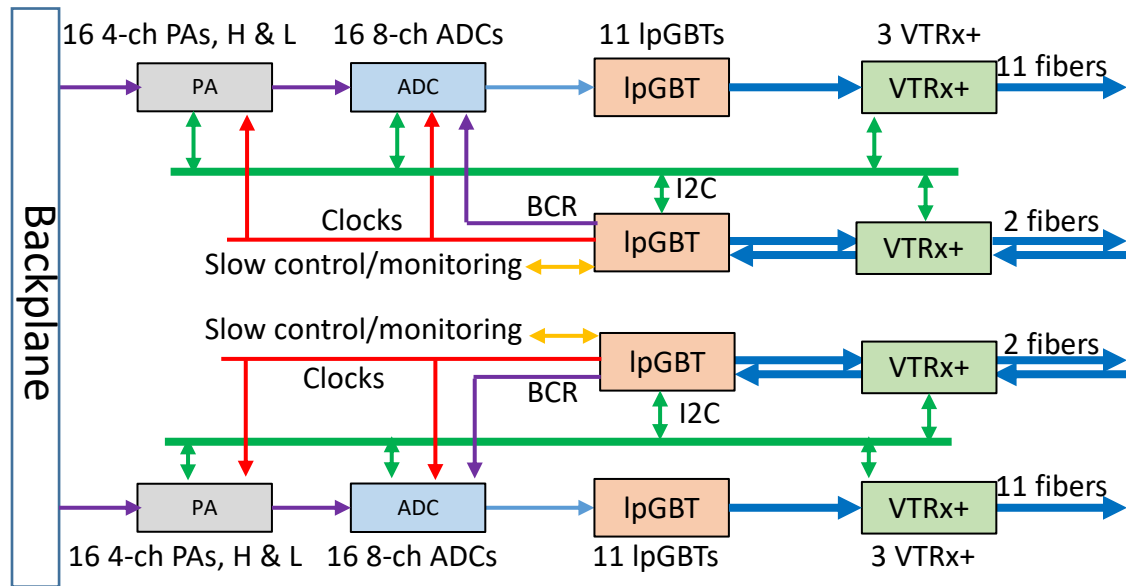 16 4-ch PAs, H & L
16 8-ch ADCs
11 lpGBTs
3 VTRx+
PA
ADC
lpGBT
VTRx+
11 fibers
I2C
BCR
Clocks
lpGBT
VTRx+
2 fibers
Slow control/monitoring
Backplane
Slow control/monitoring
lpGBT
VTRx+
2 fibers
Clocks
BCR
I2C
PA
ADC
lpGBT
VTRx+
11 fibers
16 4-ch PAs, H & L
16 8-ch ADCs
11 lpGBTs
3 VTRx+